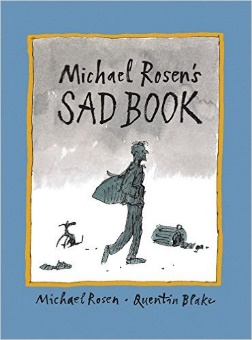 Michael Rosen's
SAD BOOK
Michael Rosen · Quentin Blake